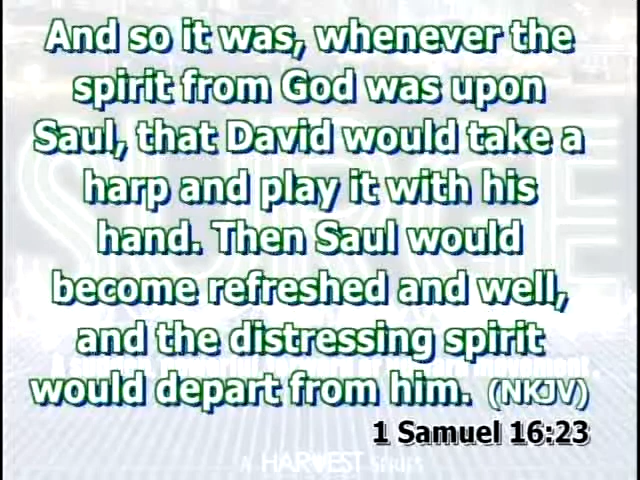 And so it was, whenever the
spirit from God was upon
Saul, that David would take a
harp and play it with his
hand. Then Saul would
become refreshed and well,
and the distressing spirit
would depart from him. (NKJV)
1 Samuel 16:23
SURGE
A HARVEST SERIES